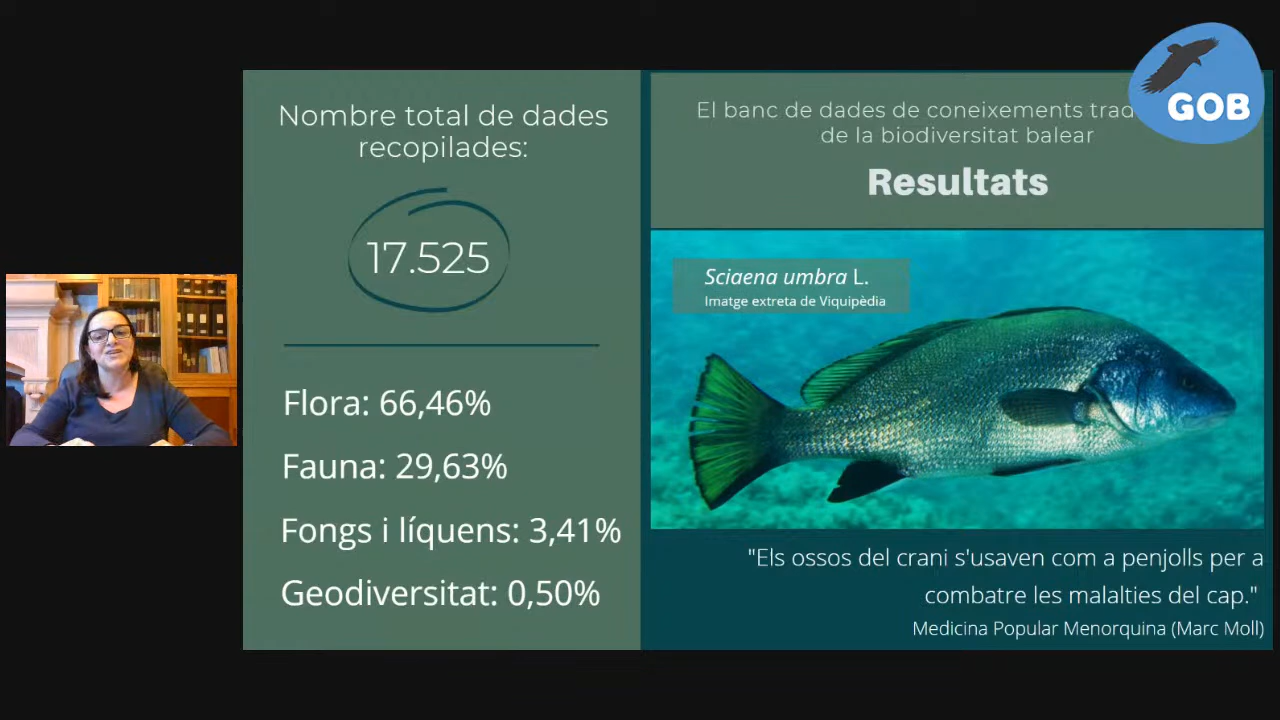 Nombre total de dades
recopilades:
17.525
Flora: 66,46%
Fauna: 29,63%
Fongs i líquens: 3,41%
Geodiversitat: 0,50%
El banc de dades de coneixements
de la biodiversitat balear
Resultats
GOB
Sciaena umbra L.
Imatge extreta de Viquipèdia
"Els ossos del crani s'usaven com a penjolls per a
combatre les malalties del cap."
Medicina Popular Menorquina (Marc Moll)